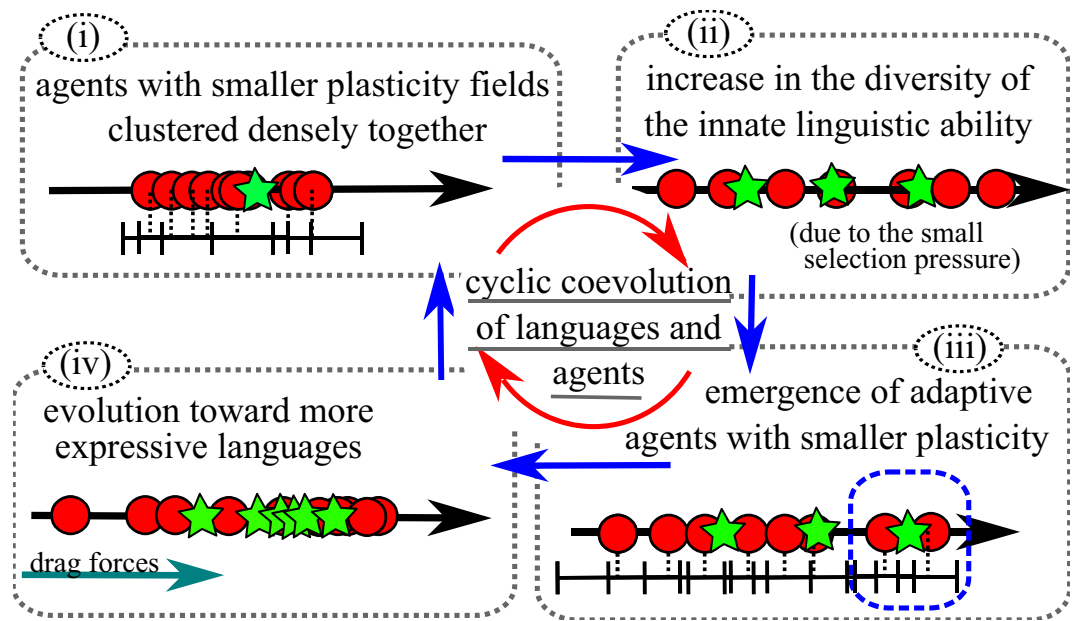 (i)
agents with smaller plasticity fields
clustered densely together
(ii)
increase in the diversity of
the innate linguistic ability
(due to the small
selection pressure)
cyclic coevolution
of languages and
agents
(iii)
emergence of adaptive
agents with smaller plasticity
(iv)
evolution toward more
expressive languages
drag forces